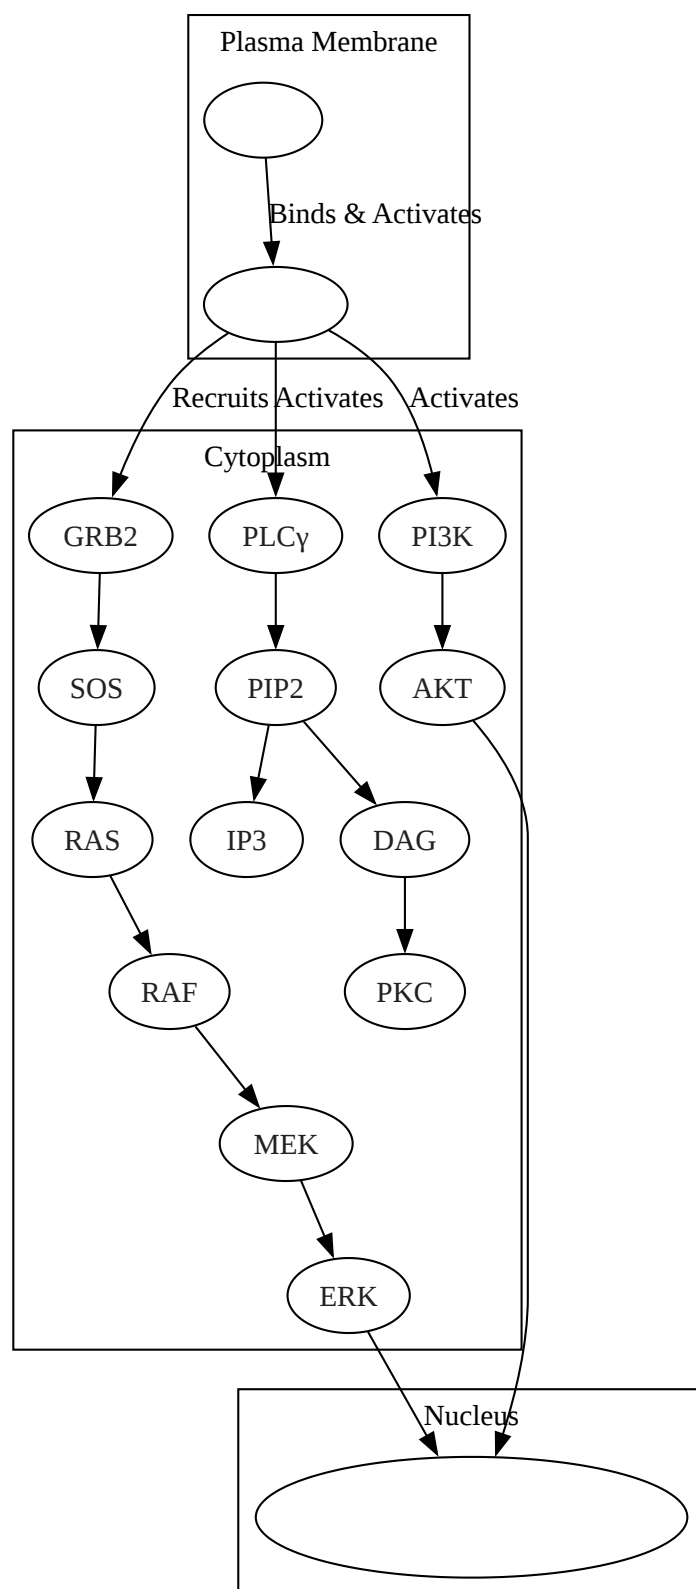 Plasma Membrane
Binds & Activates
Recruits
Activates
Activates
Cytoplasm
GRB2
PLCγ
PI3K
SOS
PIP2
AKT
RAS
IP3
DAG
RAF
PKC
MEK
ERK
Nucleus